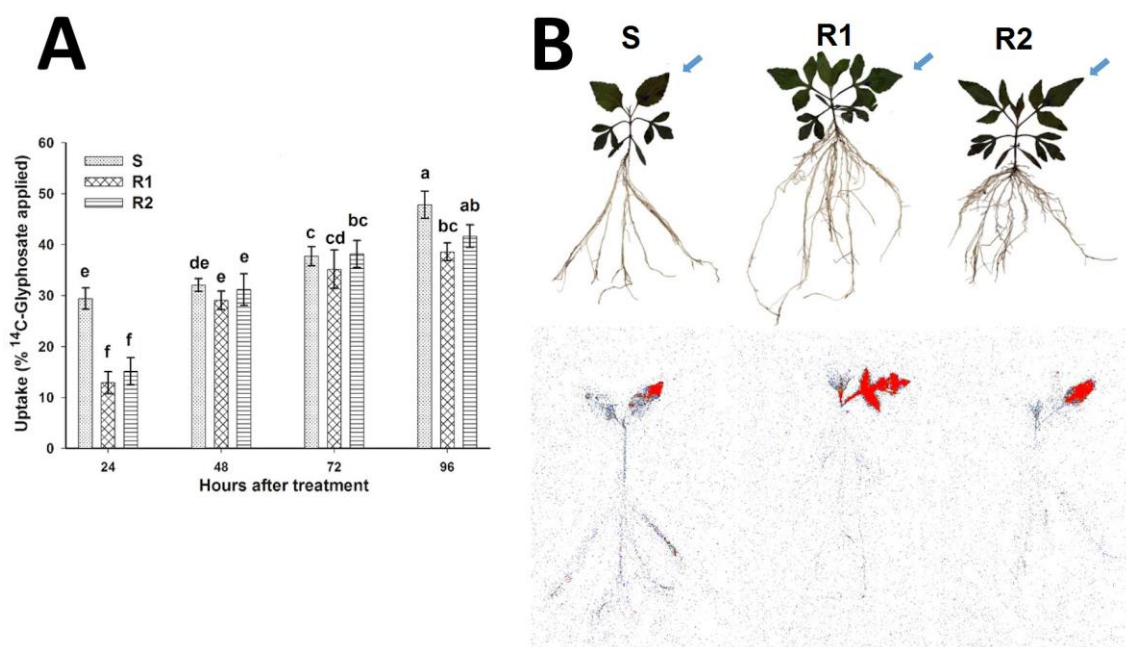 A
B
S
R1
R2
Uptake (% ¹⁴C-Glyphosate applied)
60
50
40
30
20
10
0
S
R1
R2
e
f
f
de
e
e
c
cd
bc
a
bc
ab
24
48
72
96
Hours after treatment